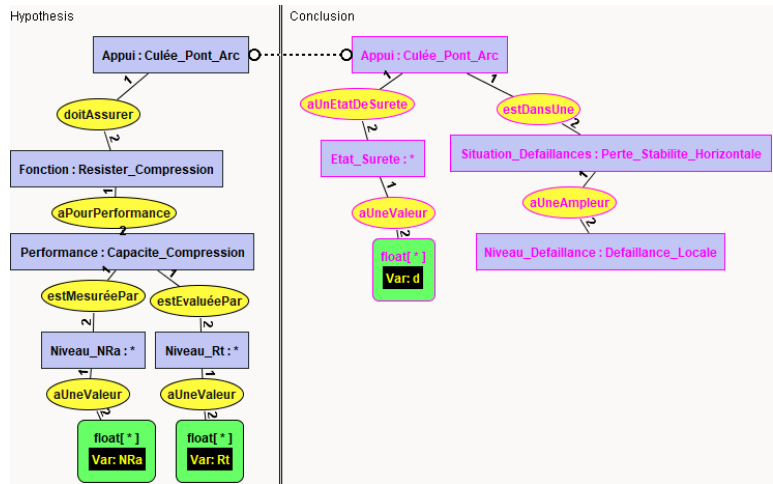 Hypothesis
Appui : Culée_Pont_Arc
1
doitAssurer
2
Fonction : Resister_Compression
1
aPourPerformance
2
Performance : Capacite_Compression
1
1
estMesuréePar
estEvaluéePar
2
2
Niveau_NRa : *
Niveau_Rt : *
1
1
aUneValeur
aUneValeur
2
2
float[ * ]
Var: NRa
float[ * ]
Var: Rt
Conclusion
Appui : Culée_Pont_Arc
1
1
aUnEtatDeSurete
estDansUne
2
2
Etat_Surete : *
Situation_Defaillances : Perte_Stabilite_Horizontale
1
1
aUneValeur
aUneAmpleur
2
2
float[ * ]
Var: d
Niveau_Defaillance : Defaillance_Locale